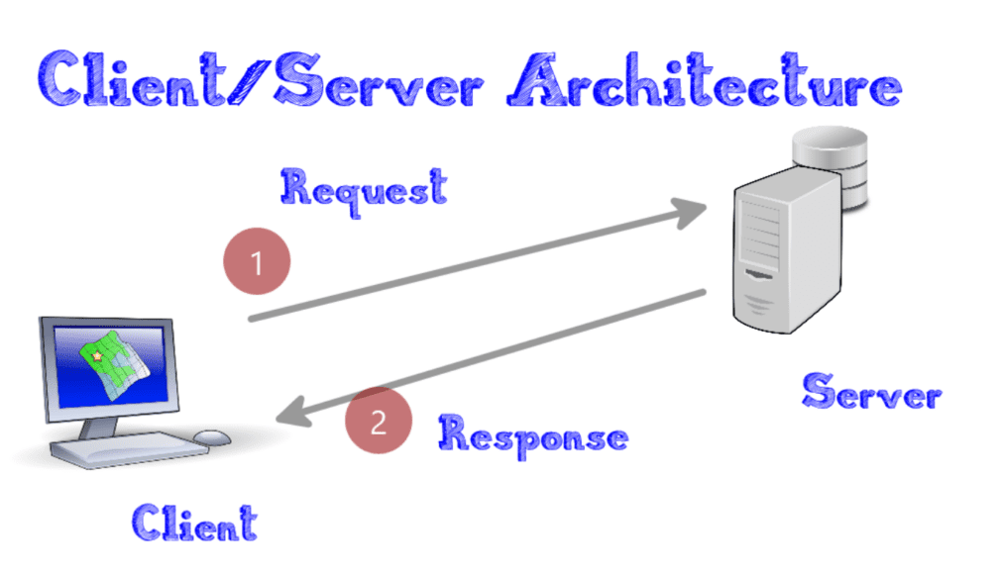 Client/Server Architecture
Request
1
2
Response
Server
Client